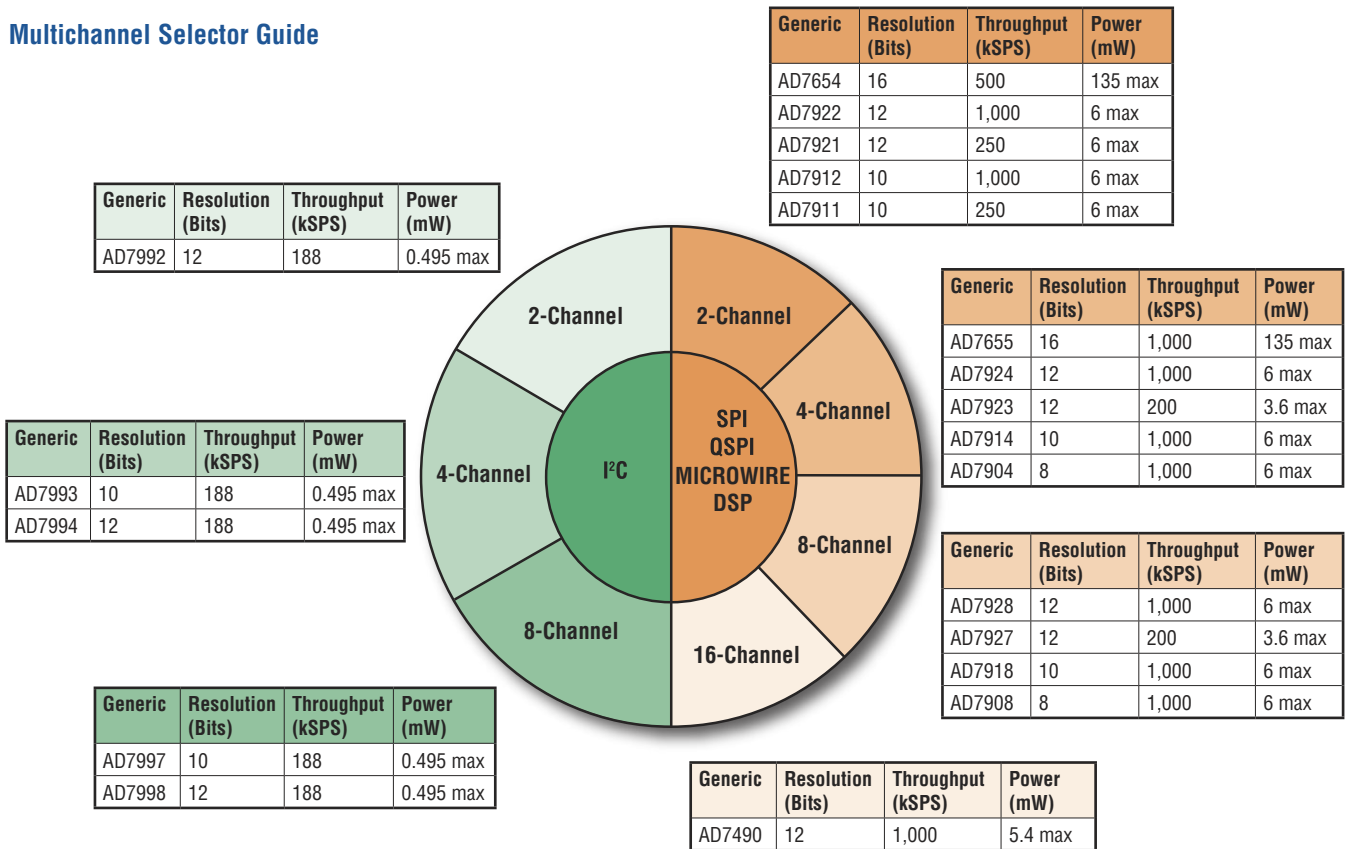 Multichannel Selector Guide
Generic Resolution (Bits) Throughput (kSPS) Power (mW)
AD7654 16 500 135 max
AD7922 12 1,000 6 max
AD7921 12 250 6 max
AD7912 10 1,000 6 max
AD7911 10 250 6 max
Generic Resolution (Bits) Throughput (kSPS) Power (mW)
AD7992 12 188 0.495 max
Generic Resolution (Bits) Throughput (kSPS) Power (mW)
AD7655 16 1,000 135 max
AD7924 12 1,000 6 max
AD7923 12 200 3.6 max
AD7914 10 1,000 6 max
AD7904 8 1,000 6 max
2-Channel
2-Channel
4-Channel
4-Channel
8-Channel
8-Channel
16-Channel
I²C
SPI
QSPI
MICROWIRE
DSP
Generic Resolution (Bits) Throughput (kSPS) Power (mW)
AD7993 10 188 0.495 max
AD7994 12 188 0.495 max
Generic Resolution (Bits) Throughput (kSPS) Power (mW)
AD7928 12 1,000 6 max
AD7927 12 200 3.6 max
AD7918 10 1,000 6 max
AD7908 8 1,000 6 max
Generic Resolution (Bits) Throughput (kSPS) Power (mW)
AD7997 10 188 0.495 max
AD7998 12 188 0.495 max
Generic Resolution (Bits) Throughput (kSPS) Power (mW)
AD7490 12 1,000 5.4 max